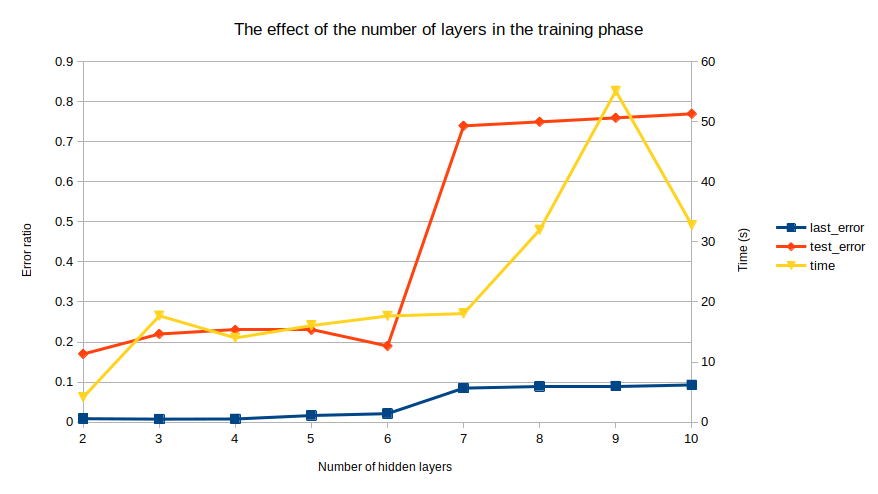 The effect of the number of layers in the training phase
0.9
0.8
0.7
0.6
0.5
0.4
0.3
0.2
0.1
0
Error ratio
60
50
40
30
20
10
0
Time (s)
last_error
test_error
time
2 3 4 5 6 7 8 9 10
Number of hidden layers